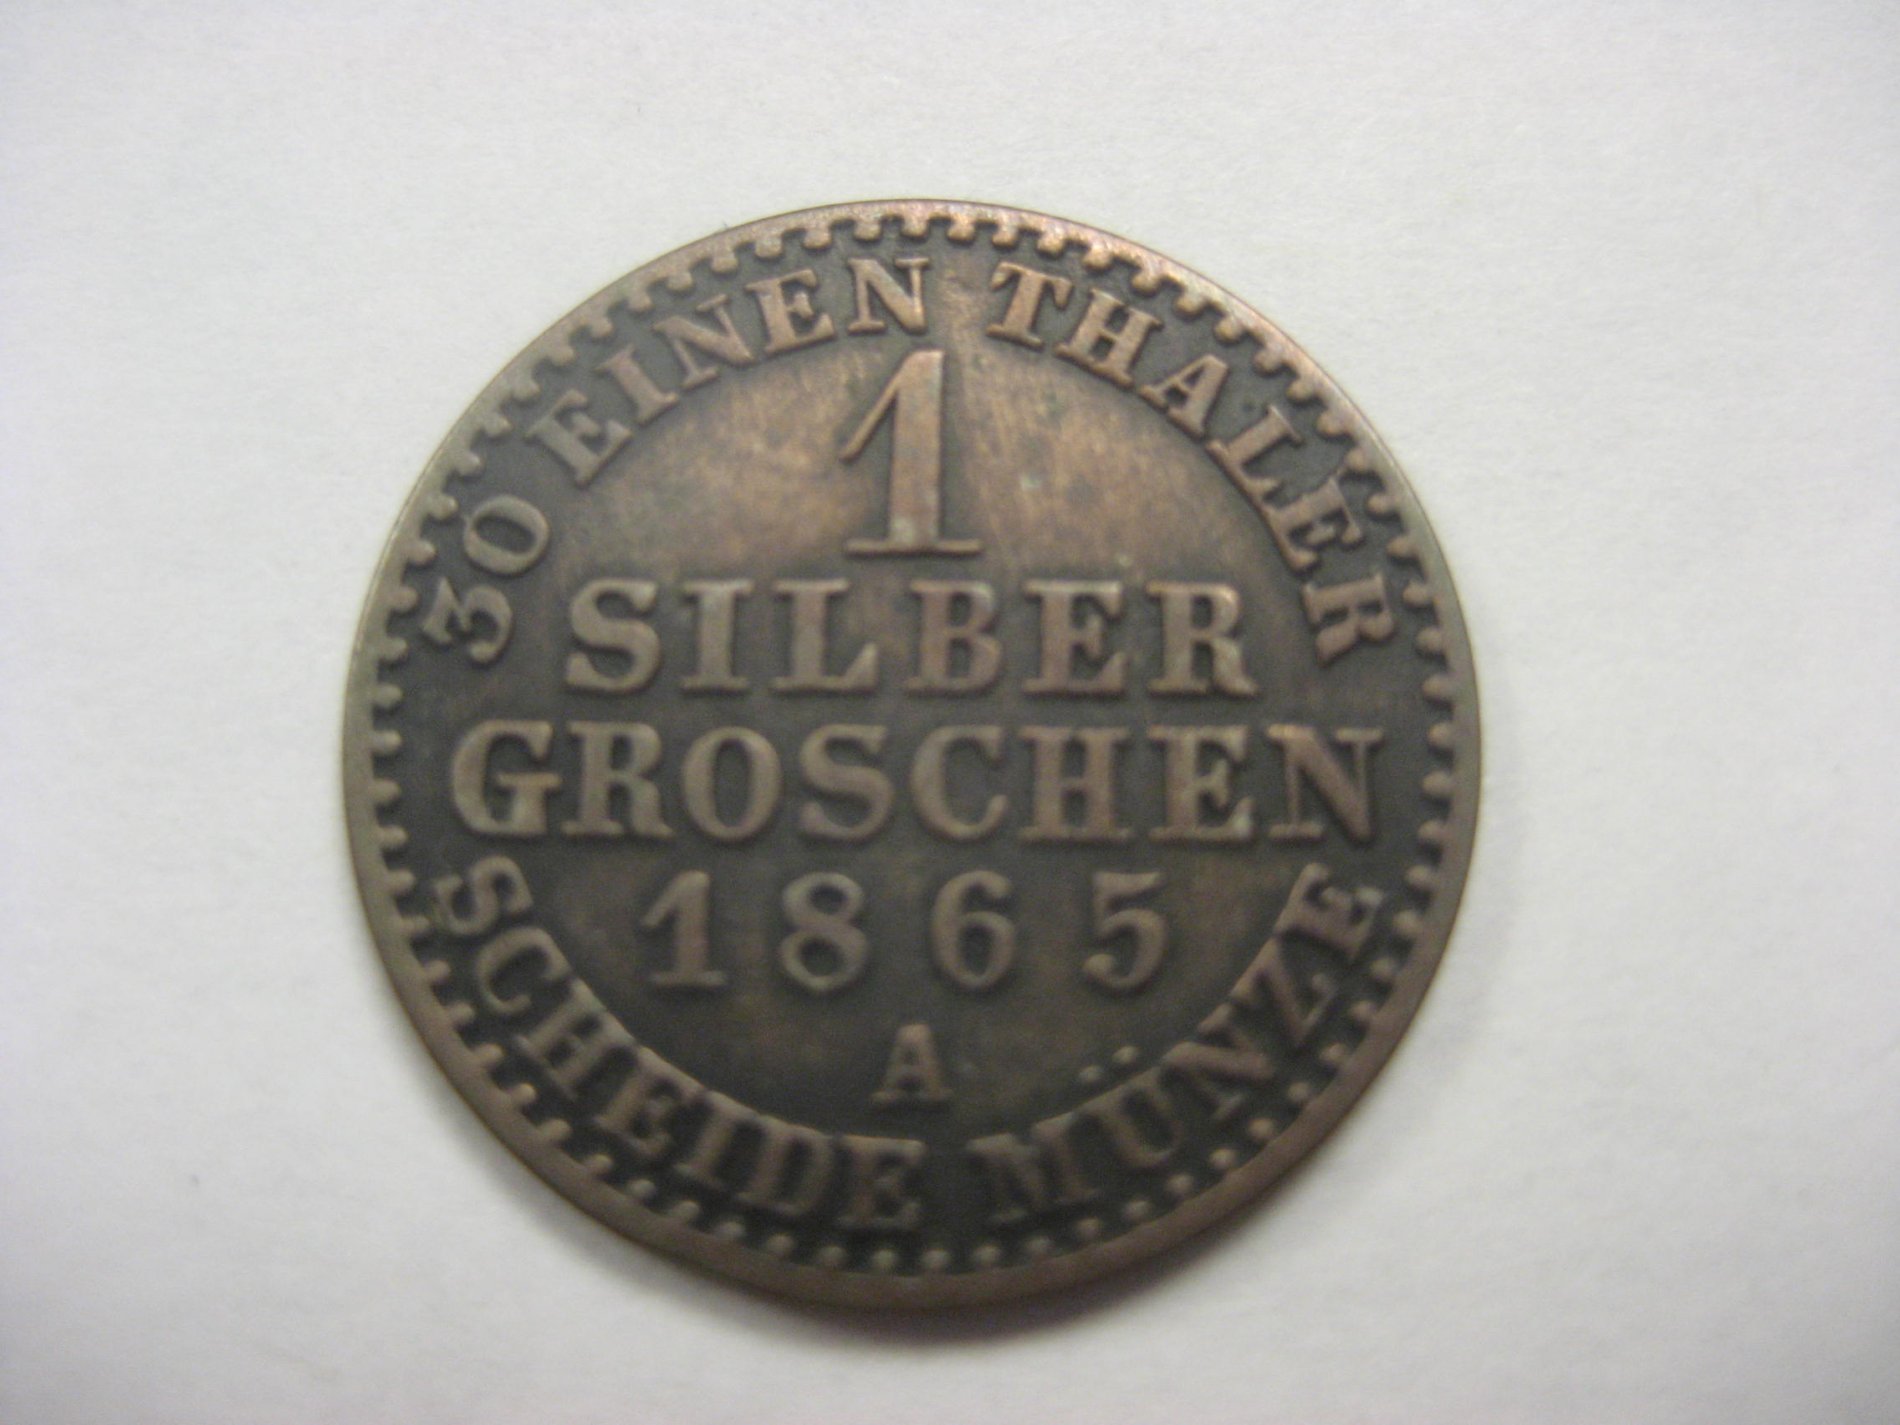 30 EINEN THALER
1
SILBER
GROSCHEN
1865
A
SCHEIDE MÜNZE